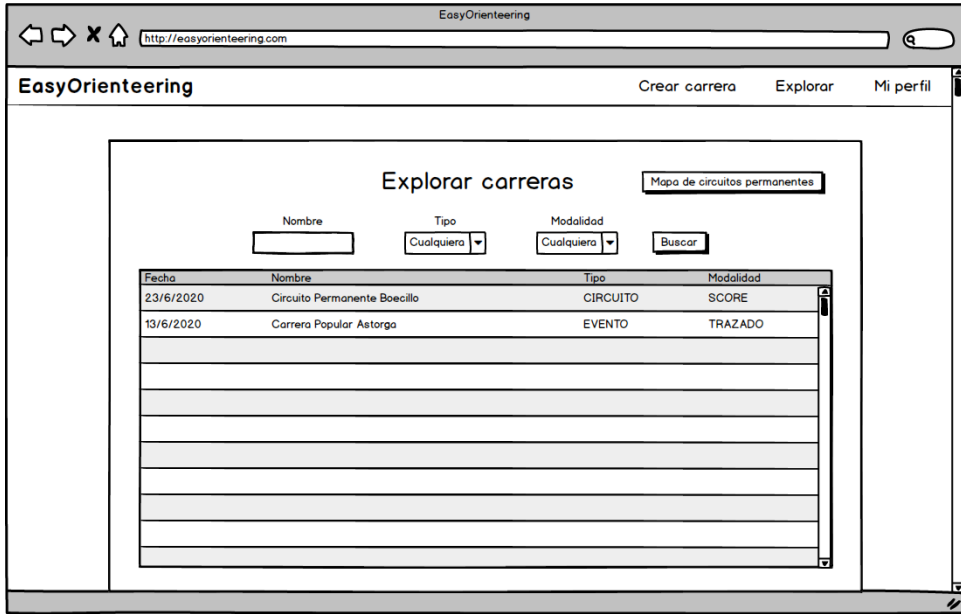 EasyOrienteering
http://easyorienteering.com
EasyOrienteering Crear carrera Explorar Mi perfil
Explorar carreras Mapa de circuitos permanentes
Nombre Tipo Modalidad
Cualquiera Cualquiera Buscar
Fecha Nombre Tipo Modalidad
23/6/2020 Circuito Permanente Boecillo CIRCUITO SCORE
13/6/2020 Carrera Popular Astorga EVENTO TRAZADO